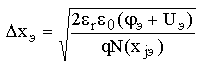 Δxэ = √(2εrε0(φэ + Uэ) / qN(xjэ))